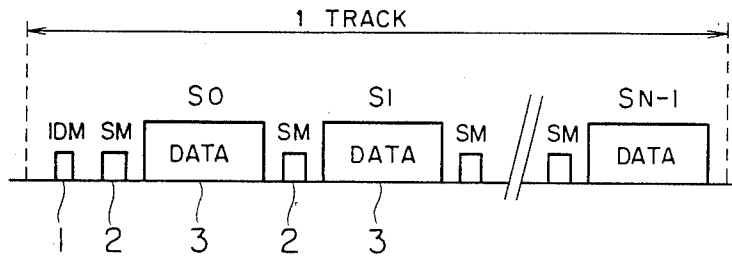 1 TRACK
S0 S1 SN-1
IDM SM SM SM SM
DATA DATA DATA
1 2 3 2 3